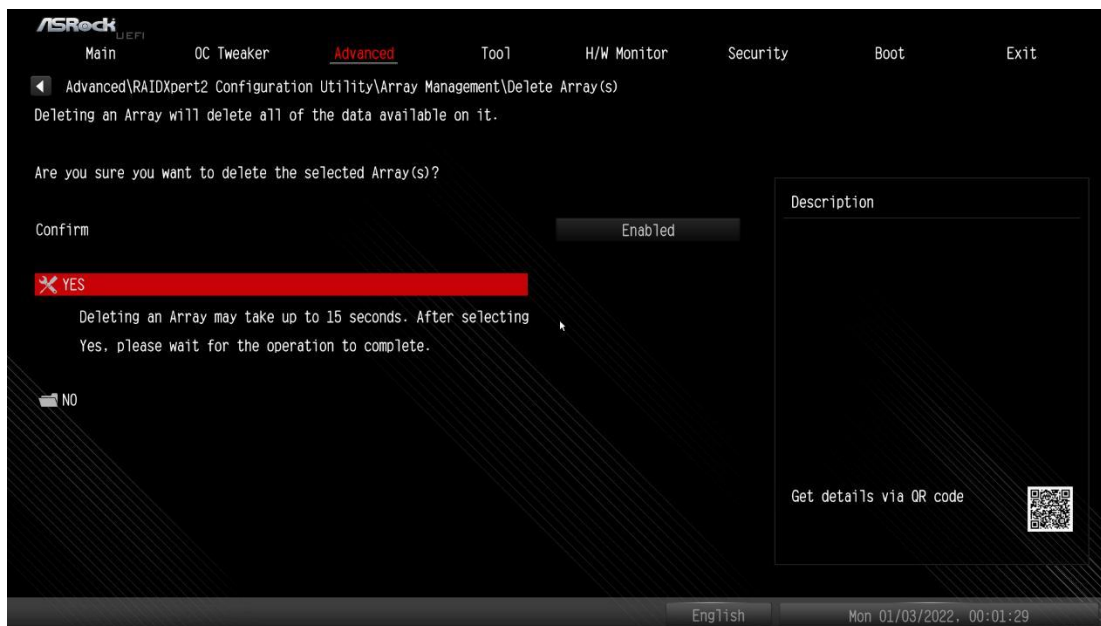 ASRock
UEFI
Main OC Tweaker Advanced Tool H/W Monitor Security Boot Exit
Advanced\RAIDXpert2 Configuration Utility\Array Management\Delete Array(s)
Deleting an Array will delete all of the data available on it.
Are you sure you want to delete the selected Array(s)?
Description
Confirm Enabled
YES
Deleting an Array may take up to 15 seconds. After selecting
Yes, please wait for the operation to complete.
NO
Get details via QR code
English Mon 01/03/2022, 00:01:29